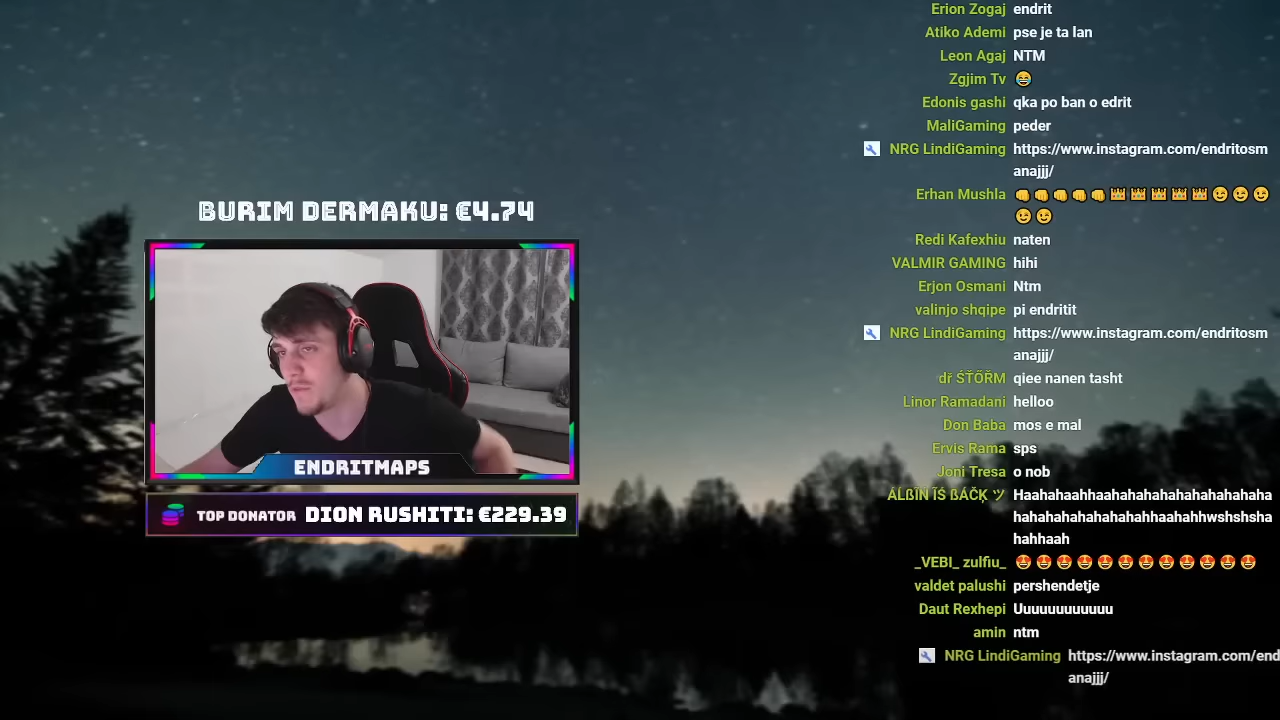 BURIM DERMAKU: €4.74
ENDRITMAPS
TOP DONATOR DION RUSHITI: €229.39
Erion Zogaj endrit
Atiko Ademi pse je ta lan
Leon Agaj NTM
Zgjim Tv 😂
Edonis gashi qka po ban o edrit
MaliGaming peder
NRG LindiGaming https://www.instagram.com/endritosm
anajjj/
Erhan Mushla 👊👊👊👊👊👑👑👑👑👑😉😉😉
😉😉
Redi Kafexhiu naten
VALMIR GAMING hihi
Erjon Osmani Ntm
valinjo shqipe pi endritit
NRG LindiGaming https://www.instagram.com/endritosm
anajjj/
dř ŚŤŐŘM qiee nanen tasht
Linor Ramadani helloo
Don Baba mos e mal
Ervis Rama sps
Joni Tresa o nob
ÁĹßĨŃ ĨŚ ßÁČĶ ツ Haahahaahhaahahahahahahahahahaha
hahahahahahahahahhaahahhwshshsha
hahhaah
_VEBI_ zulfiu_ 😍😍😍😍😍😍😍😍😍😍😍😍
valdet palushi pershendetje
Daut Rexhepi Uuuuuuuuuuuu
amin ntm
NRG LindiGaming https://www.instagram.com/end
anajjj/